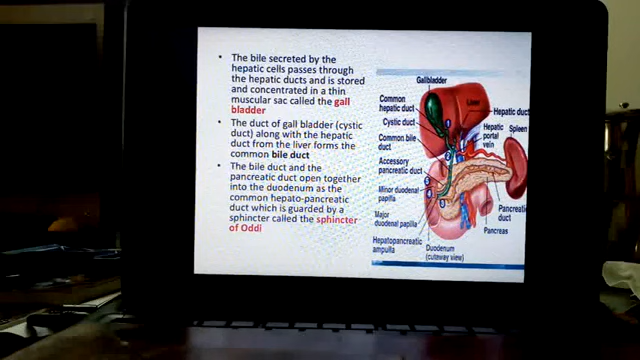 • The bile secreted by the
hepatic cells passes through
the hepatic ducts and is stored
and concentrated in a thin
muscular sac called the gall
bladder
• The duct of gall bladder (cystic
duct) along with the hepatic
duct from the liver forms the
common bile duct
• The bile duct and the
pancreatic duct open together
into the duodenum as the
common hepato-pancreatic
duct which is guarded by a
sphincter called the sphincter
of Oddi
Gallbladder
Common
hepatic duct
Liver
Hepatic duct
Cystic duct
Hepatic
portal
vein
Spleen
Common bile
duct
Accessory
pancreatic duct
Minor duodenal
papilla
Pancreatic
duct
Major
duodenal papilla
Pancreas
Hepatopancreatic
ampulla
Duodenum
(cutaway view)